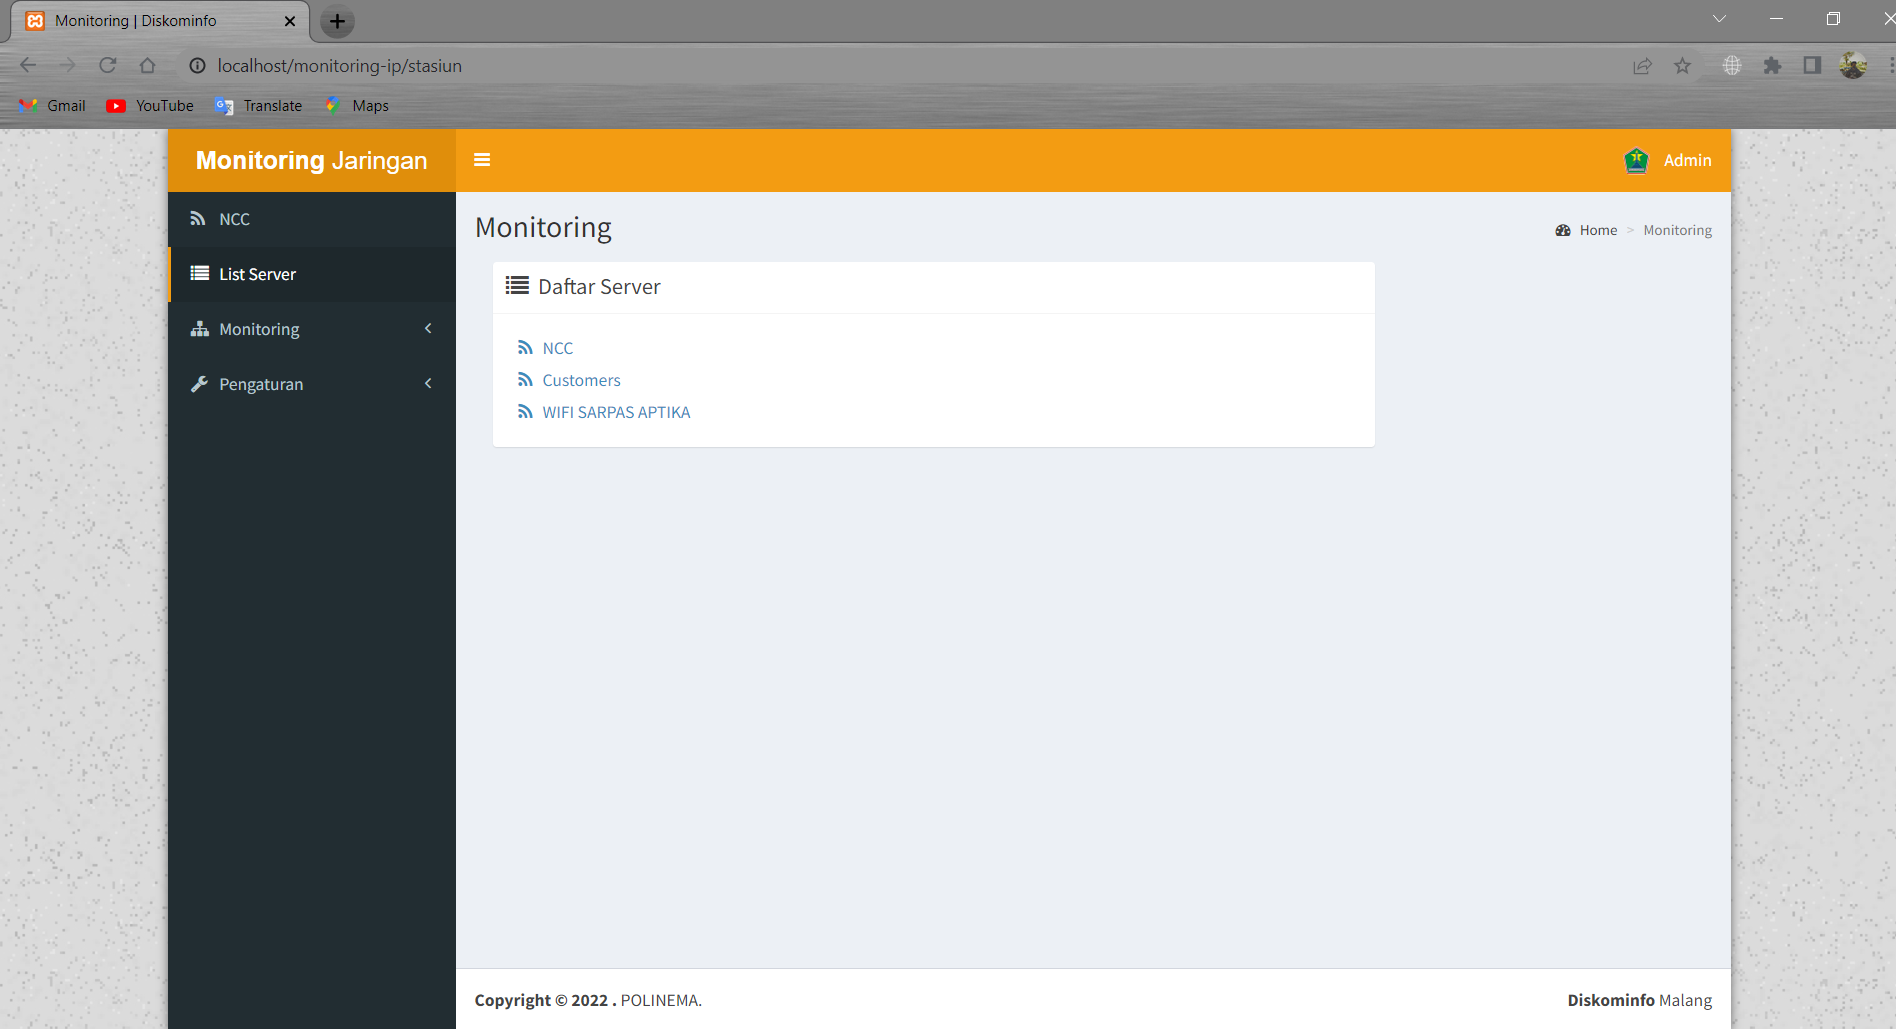 Monitoring | Diskominfo
localhost/monitoring-ip/stasiun
Gmail YouTube Translate Maps
Monitoring Jaringan
Admin
NCC
List Server
Monitoring
Pengaturan
Monitoring
Home > Monitoring
Daftar Server
NCC
Customers
WIFI SARPAS APTIKA
Copyright © 2022 . POLINEMA.
Diskominfo Malang